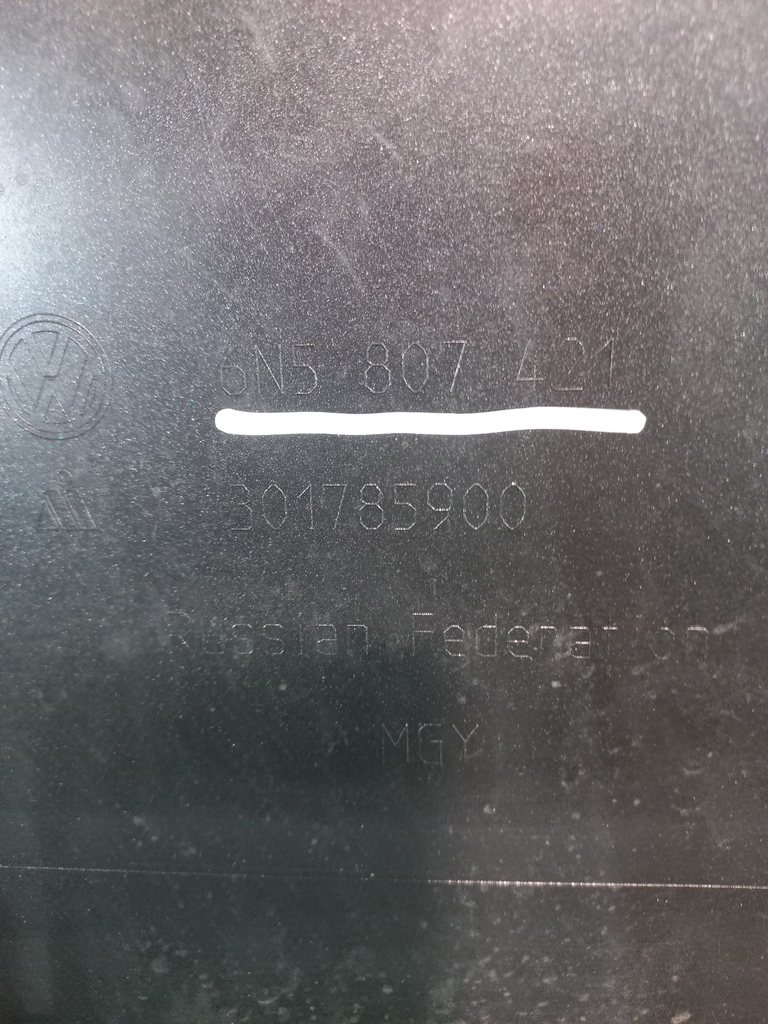 6N5 807 421
301785900
Russian Federation
MGY